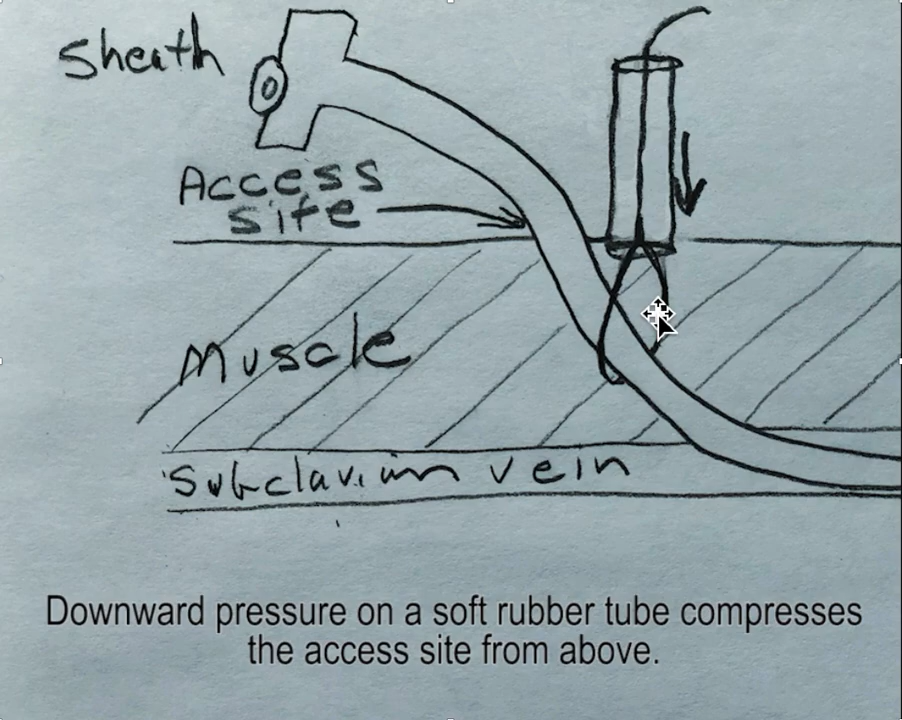 Sheath
Access
site
Muscle
Subclavian vein
Downward pressure on a soft rubber tube compresses
the access site from above.